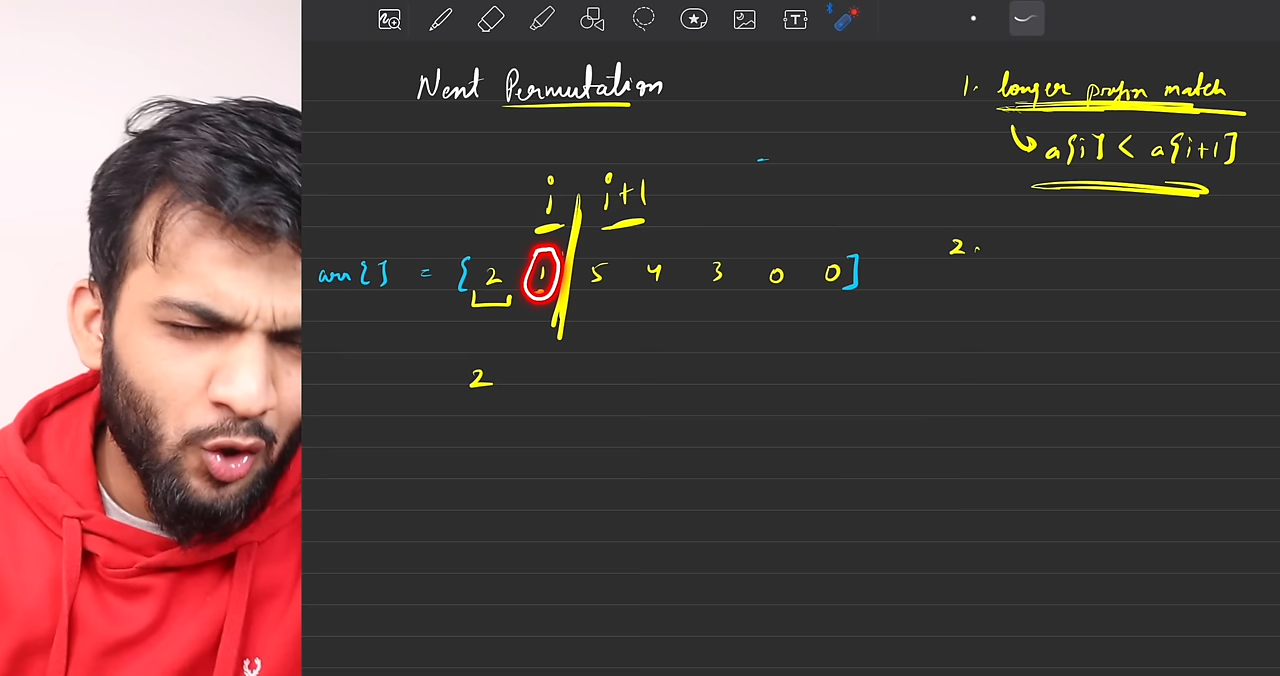 Next Permutation
1. longer prefix match
a[i] < a[i+1]
i i+1
2.
arr[] = {2 1 5 4 3 0 0]
2